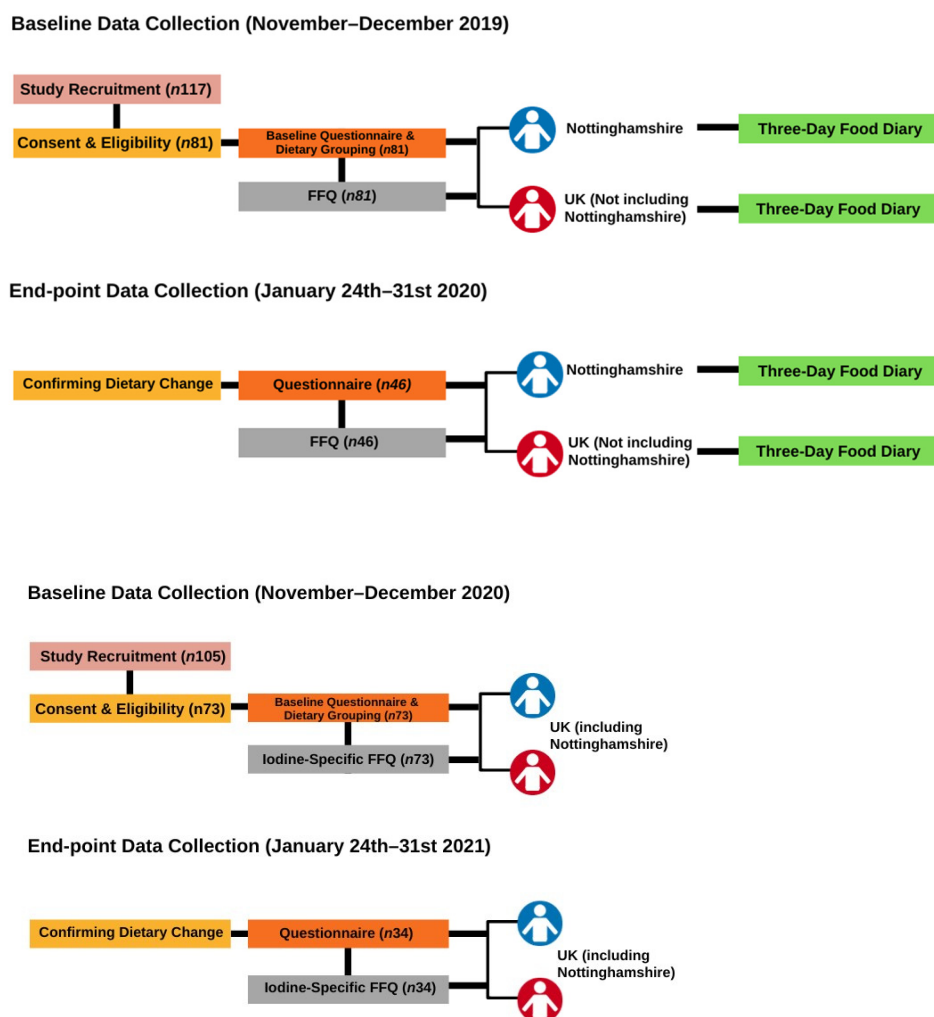 Baseline Data Collection (November–December 2019)
Study Recruitment (n117)
Consent & Eligibility (n81)
Baseline Questionnaire &
Dietary Grouping (n81)
FFQ (n81)
Nottinghamshire
Three-Day Food Diary
UK (Not including
Nottinghamshire)
Three-Day Food Diary
End-point Data Collection (January 24th–31st 2020)
Confirming Dietary Change
Questionnaire (n46)
FFQ (n46)
Nottinghamshire
Three-Day Food Diary
UK (Not including
Nottinghamshire)
Three-Day Food Diary
Baseline Data Collection (November–December 2020)
Study Recruitment (n105)
Consent & Eligibility (n73)
Baseline Questionnaire &
Dietary Grouping (n73)
Iodine-Specific FFQ (n73)
UK (including
Nottinghamshire)
End-point Data Collection (January 24th–31st 2021)
Confirming Dietary Change
Questionnaire (n34)
Iodine-Specific FFQ (n34)
UK (including
Nottinghamshire)